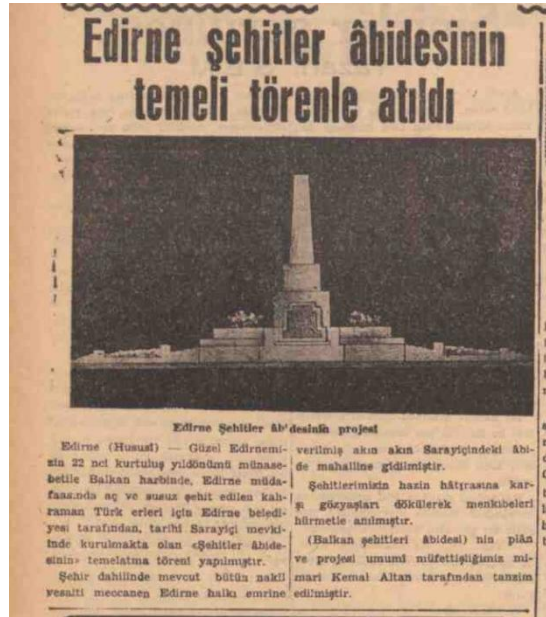 Edirne şehitler âbidesinin
temeli törenle atıldı
Edirne Şehitler âb'desinin projesi
Edirne (Hususî) — Güzel Edirnemi-
zin 22 nci kurtuluş yıldönümü münase-
betile Balkan harbinde, Edirne müda-
faasında aç ve susuz şehit edilen kah-
raman Türk erleri için Edirne beledi-
yesi tarafından, tarihî Sarayiçi mevki-
inde kurulmakta olan «Şehitler âbide-
sinin» temelatma töreni yapılmıştır.
Şehir dahilinde mevcut bütün nakil
vesaiti meccanen Edirne halkı emrine
verilmiş akın akın Sarayiçindeki âbi-
de mahalline gidilmiştir.
Şehitlerimizin hazin hâtırasına kar-
şı gözyaşları dökülerek menkıbeleri
hürmetle anılmıştır.
(Balkan şehitleri âbidesi) nin plân
ve projesi umumî müfettişliğimiz mi-
mari Kemal Altan tarafından tanzim
edilmiştir.